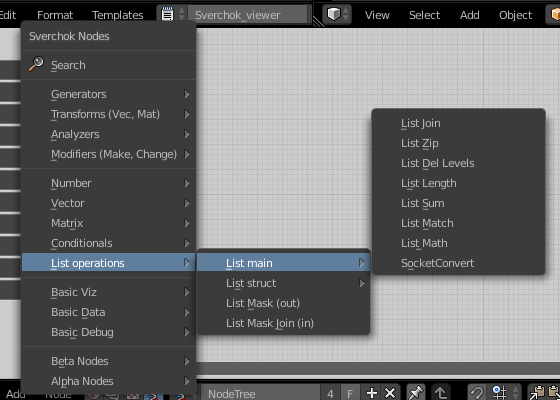 Edit Format Templates Sverchok_viewer View Select Add Object
Sverchok Nodes
Search
Generators
Transforms (Vec, Mat)
Analyzers
Modifiers (Make, Change)
Number
Vector
Matrix
Conditionals
List operations
Basic Viz
Basic Data
Basic Debug
Beta Nodes
Alpha Nodes
List main
List struct
List Mask (out)
List Mask Join (in)
List Join
List Zip
List Del Levels
List Length
List Sum
List Match
List Math
SocketConvert
Add Node NodeTree 4 F